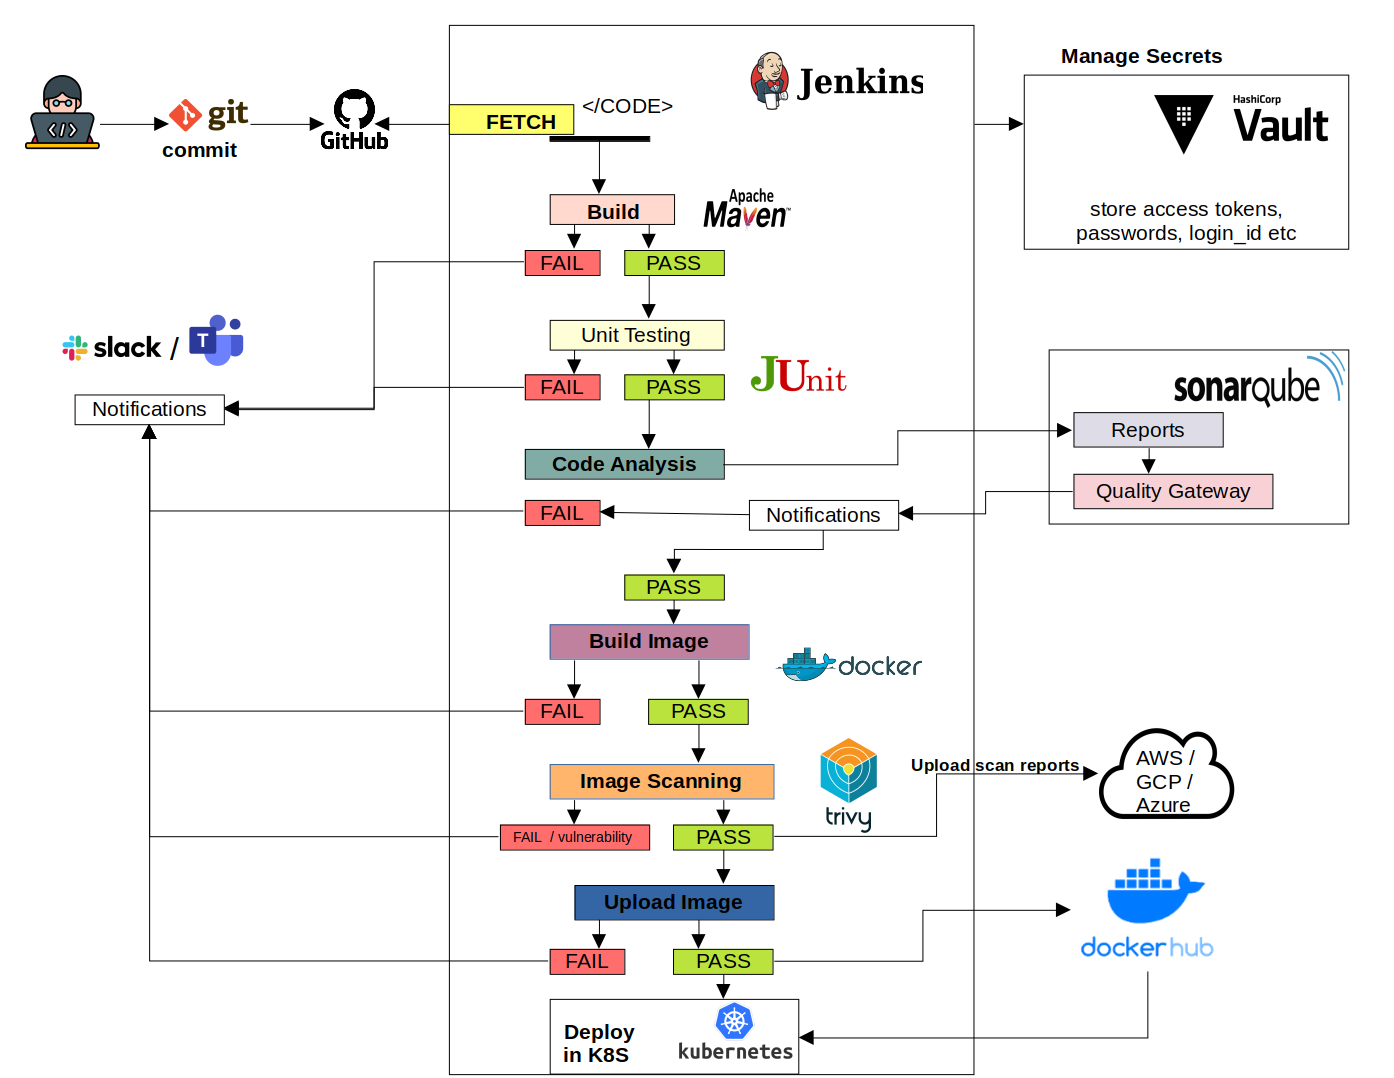 Manage Secrets
Jenkins
</CODE>
HashiCorp
Vault
git
commit
GitHub
FETCH
store access tokens,
passwords, login_id etc
Build
Apache
Maven™
FAIL
PASS
slack / T
Unit Testing
JUnit
FAIL
PASS
Notifications
sonarqube
Reports
Code Analysis
Quality Gateway
FAIL
Notifications
PASS
Build Image
docker
FAIL
PASS
Image Scanning
trivy
Upload scan reports
AWS /
GCP /
Azure
FAIL / vulnerability
PASS
Upload Image
dockerhub
FAIL
PASS
Deploy
in K8S
kubernetes